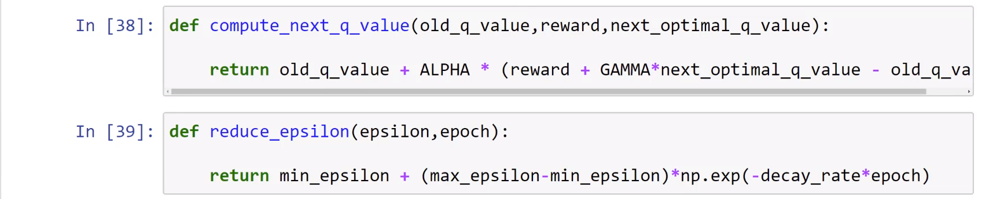 In [38]: def compute_next_q_value(old_q_value,reward,next_optimal_q_value):
return old_q_value + ALPHA * (reward + GAMMA*next_optimal_q_value - old_q_va
In [39]: def reduce_epsilon(epsilon,epoch):
return min_epsilon + (max_epsilon-min_epsilon)*np.exp(-decay_rate*epoch)